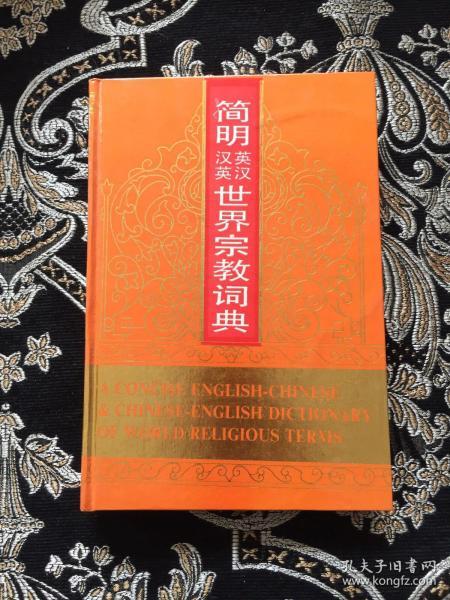 简明
汉英 英汉
世界宗教词典
A CONCISE ENGLISH-CHINESE
& CHINESE-ENGLISH DICTIONARY
OF WORLD RELIGIOUS TERMS
孔夫子旧书网
www.kongfz.com